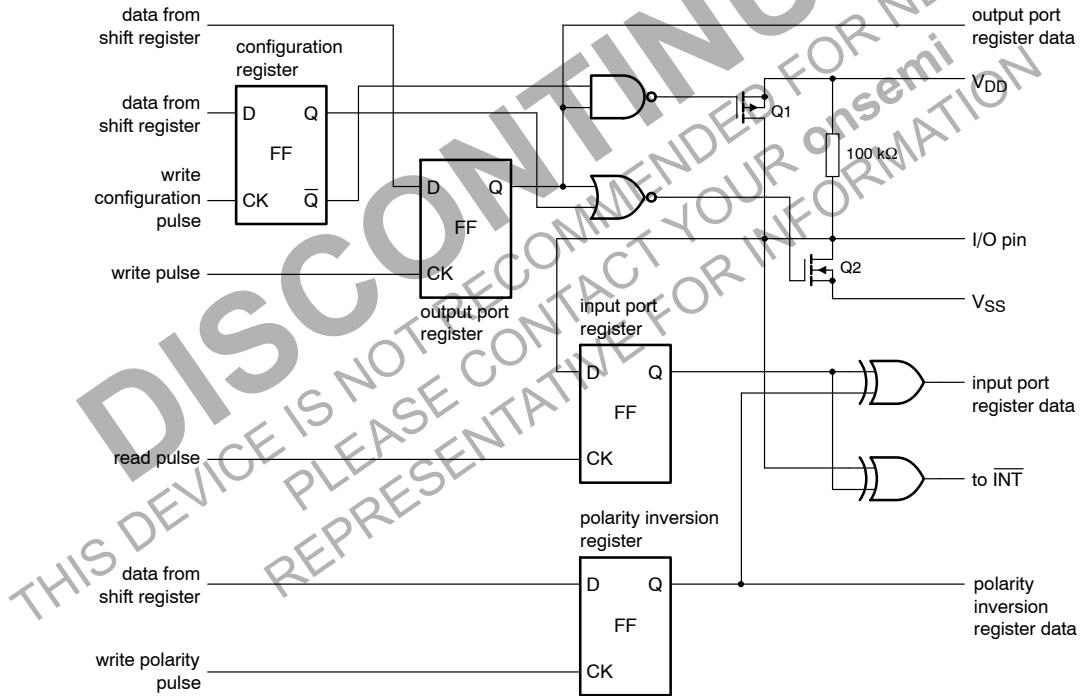 data from
shift register
configuration
register
output port
register data
VDD
Q1
data from
shift register
D
Q
FF
100 kΩ
write
configuration
pulse
CK
Q̅
D
Q
FF
I/O pin
Q2
write pulse
CK
VSS
output port
register
input port
register
D
Q
FF
input port
register data
read pulse
CK
to I̅N̅T̅
polarity inversion
register
data from
shift register
D
Q
FF
polarity
inversion
register data
write polarity
pulse
CK
DISCONTINU
THIS DEVICE IS NOT RECOMMENDED FOR NE
PLEASE CONTACT YOUR onsemi
REPRESENTATIVE FOR INFORMATION